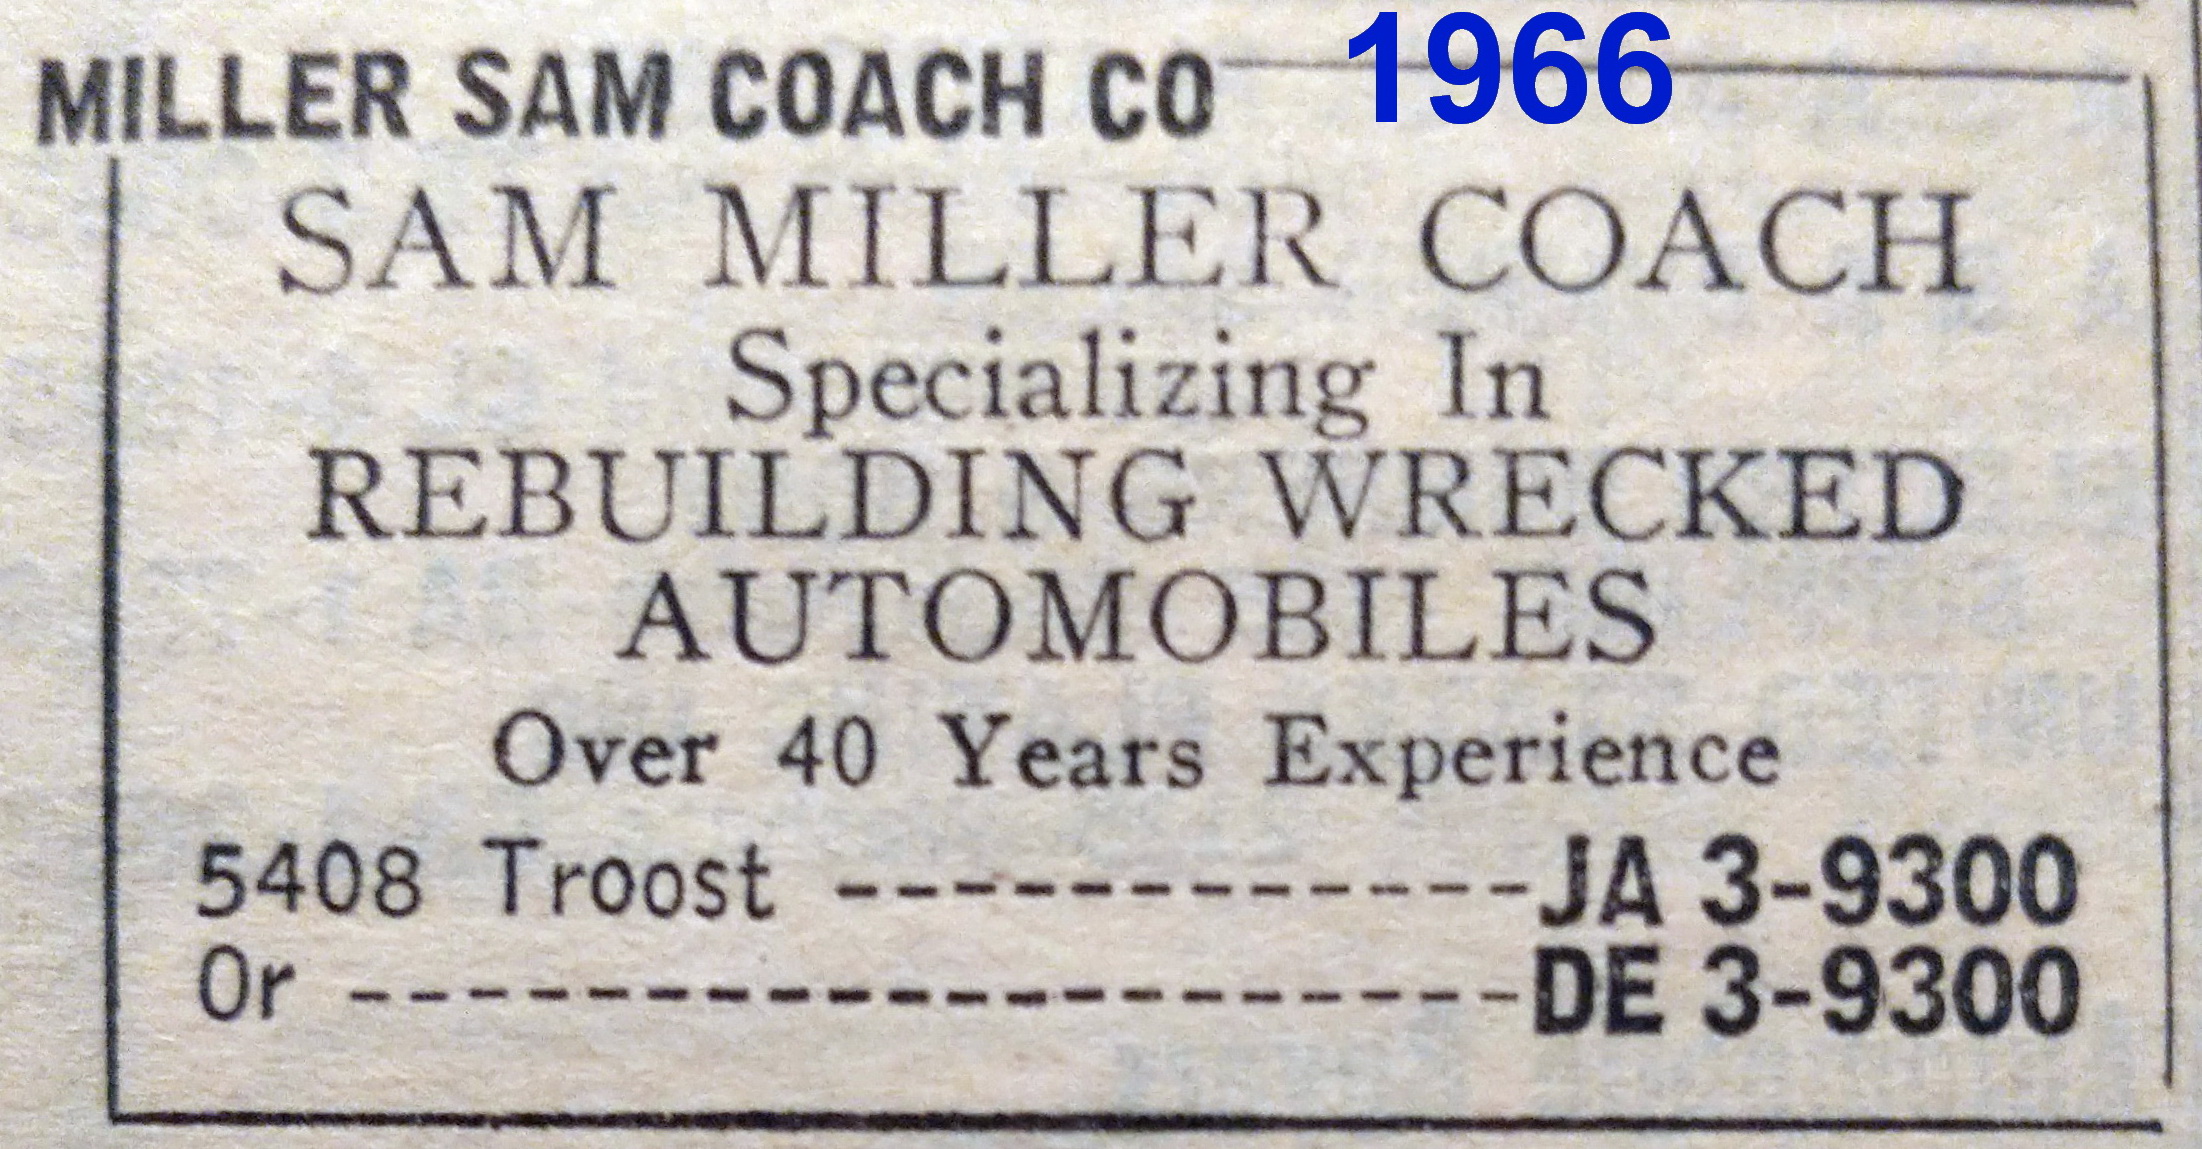 MILLER SAM COACH CO 1966
SAM MILLER COACH
Specializing In
REBUILDING WRECKED
AUTOMOBILES
Over 40 Years Experience
5408 Troost -------------JA 3-9300
Or --------------------DE 3-9300